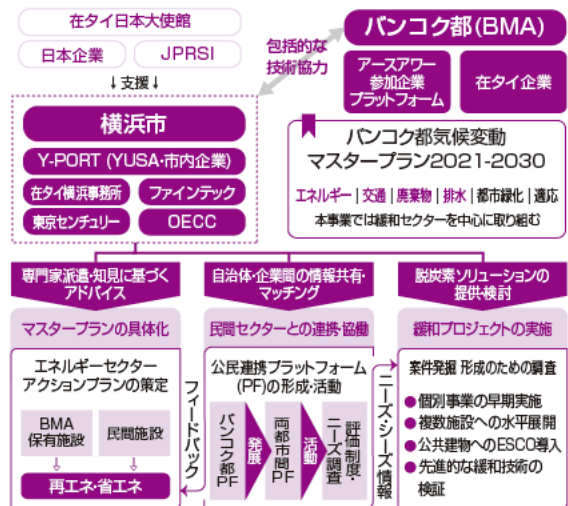 在タイ日本大使館
日本企業
JPRSI
↓支援↓
包括的な
技術協力
バンコク都(BMA)
アースアワー
参加企業
プラットフォーム
在タイ企業
横浜市
Y-PORT (YUSA・市内企業)
在タイ横浜事務所
ファインテック
東京センチュリー
OECC
バンコク都気候変動
マスタープラン2021-2030
エネルギー|交通|廃棄物|排水|都市緑化|適応
本事業では緩和セクターを中心に取り組む
専門家派遣・知見に基づく
アドバイス
マスタープランの具体化
エネルギーセクター
アクションプランの策定
BMA
保有施設
民間施設
再エネ・省エネ
フィードバック
自治体・企業間の情報共有・
マッチング
民間セクターとの連携・協働
公民連携プラットフォーム
(PF)の形成・活動
バンコク都PF
発展
両都市間PF
活動
評価制度・
ニーズ調査
ニーズ・シーズ情報
脱炭素ソリューションの
提供・検討
緩和プロジェクトの実施
案件発掘 形成のための調査
●個別事業の早期実施
●複数施設への水平展開
●公共建物へのESCO導入
●先進的な緩和技術の
検証